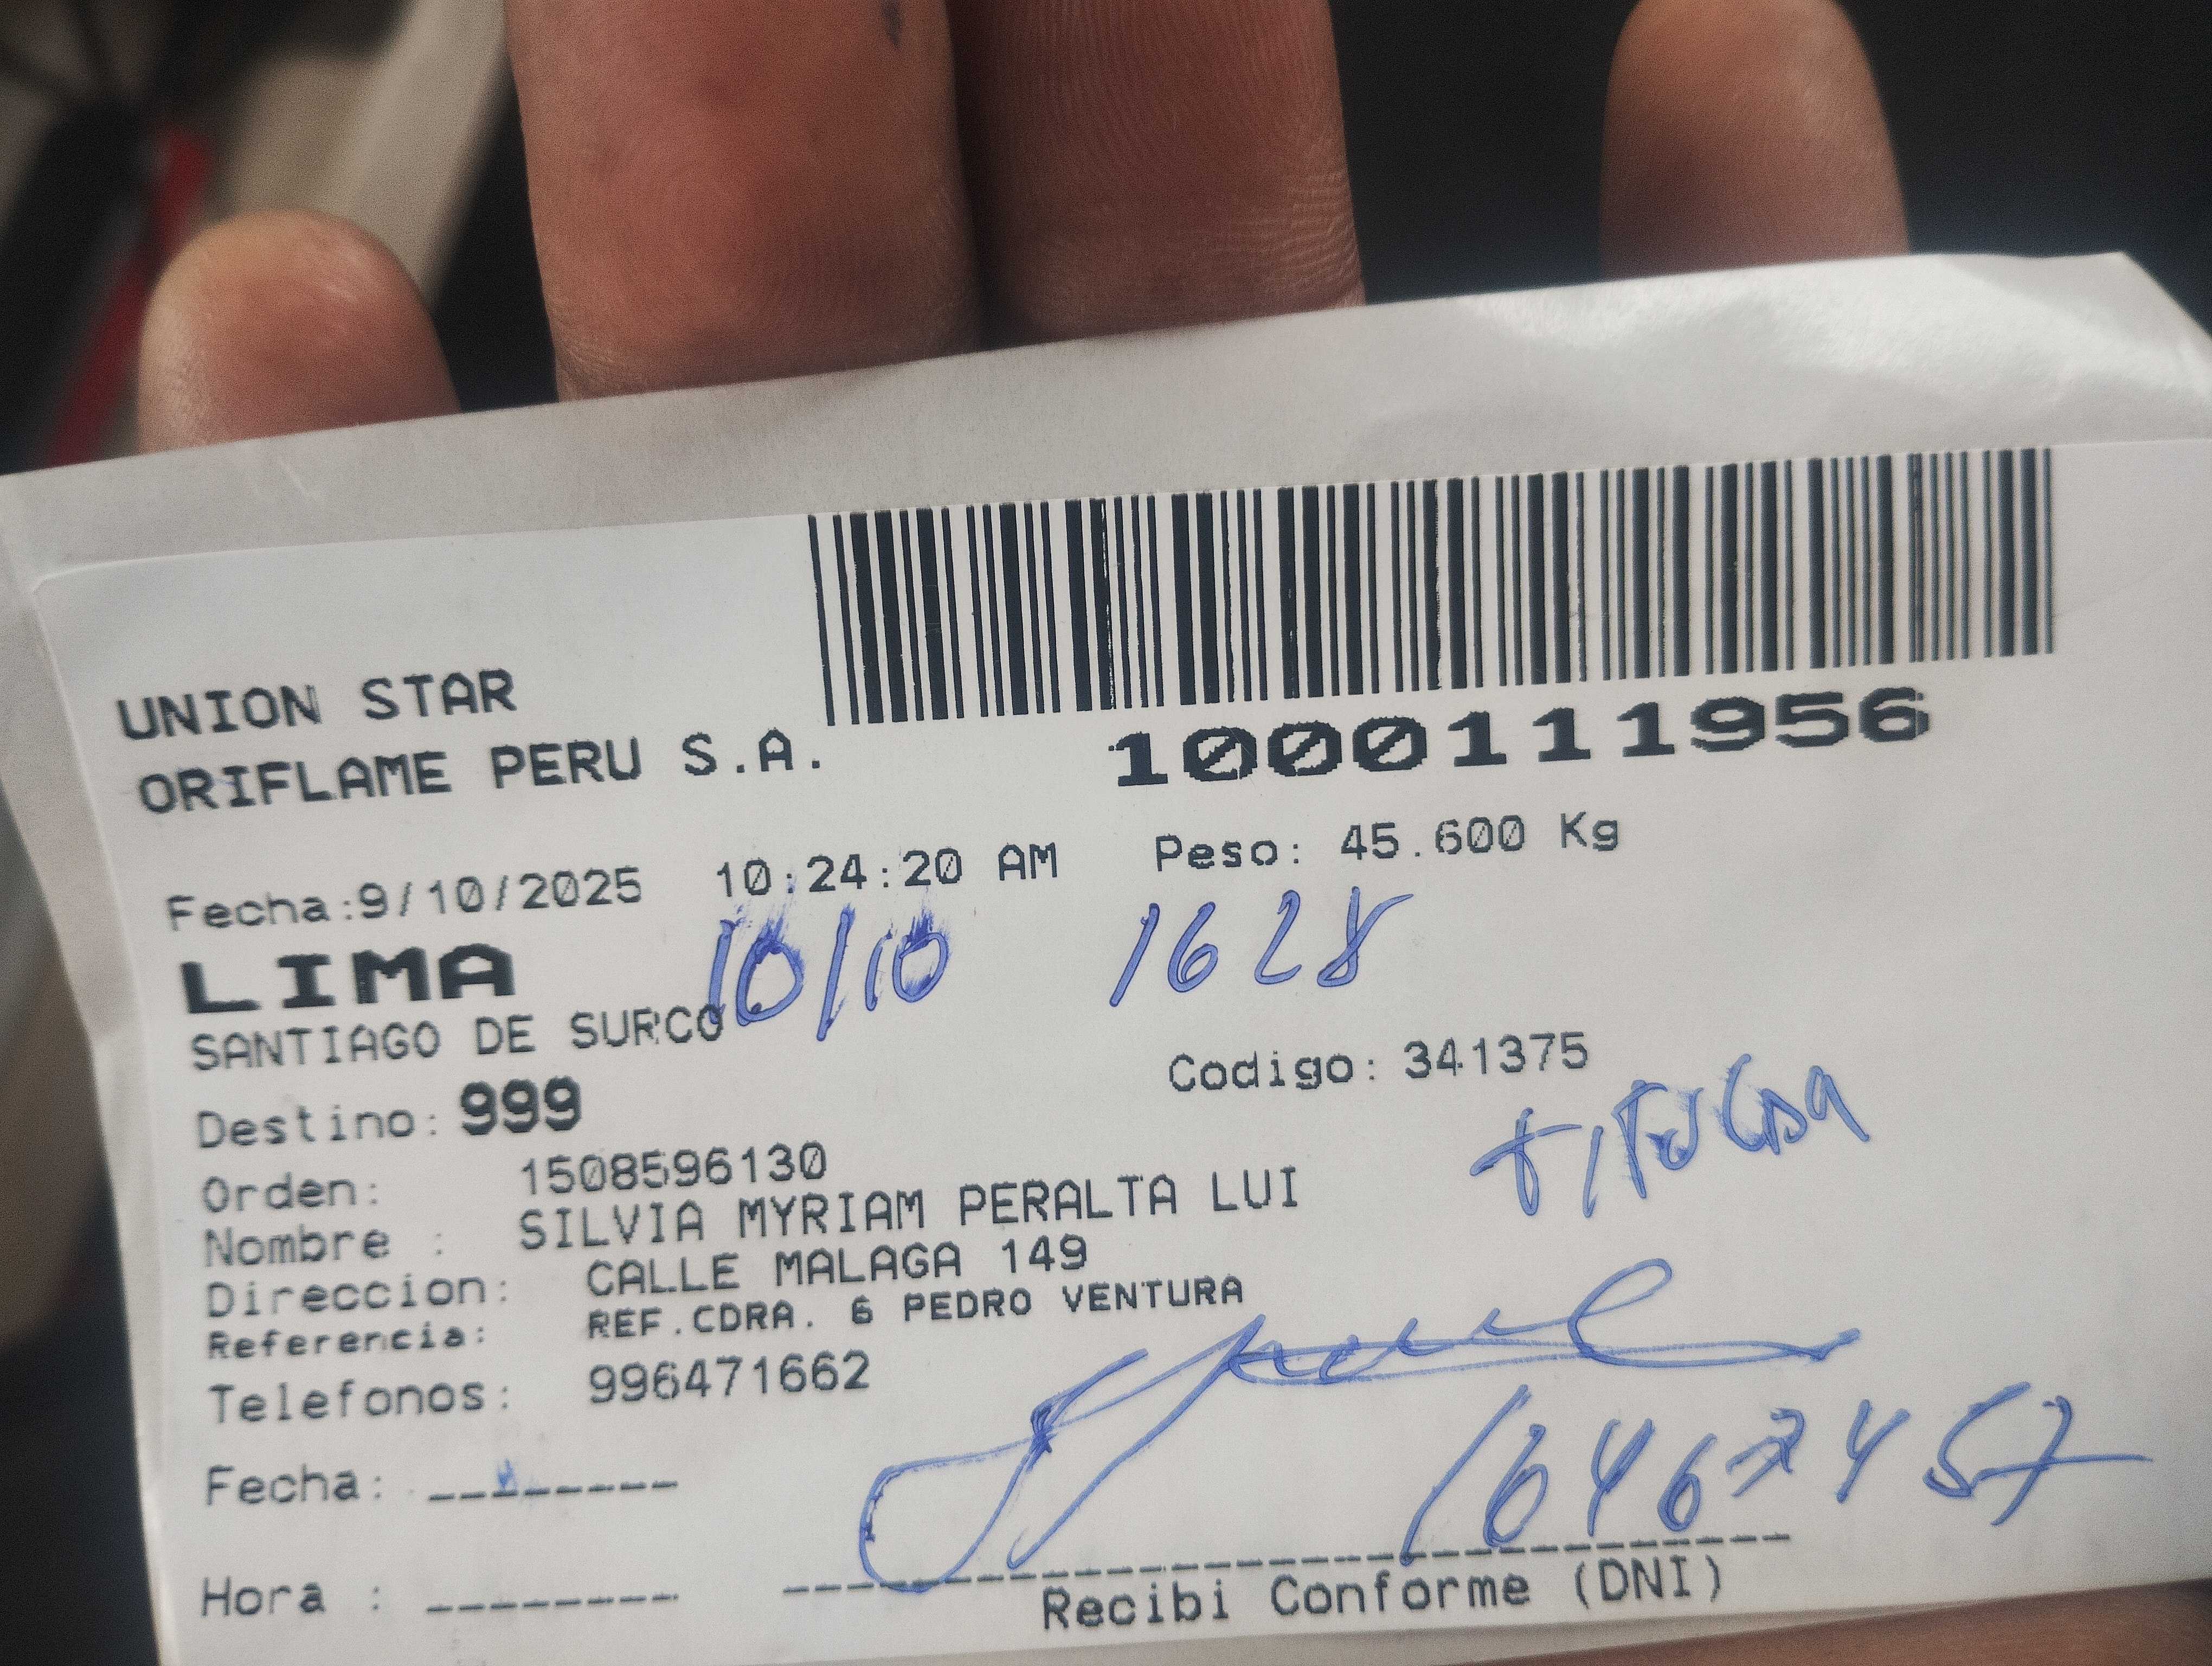 UNION STAR
ORIFLAME PERU S.A.
1000111956
Fecha:9/10/2025 10:24:20 AM Peso: 45.600 Kg
LIMA 10/10 1628
SANTIAGO DE SURCO
Codigo: 341375
Destino: 999
Orden: 1508596130
Nombre : SILVIA MYRIAM PERALTA LUI
Direccion: CALLE MALAGA 149
Referencia: REF.CDRA. 6 PEDRO VENTURA
Telefonos: 996471662
Fecha: --------
16467457
Hora : --------
Recibi Conforme (DNI)